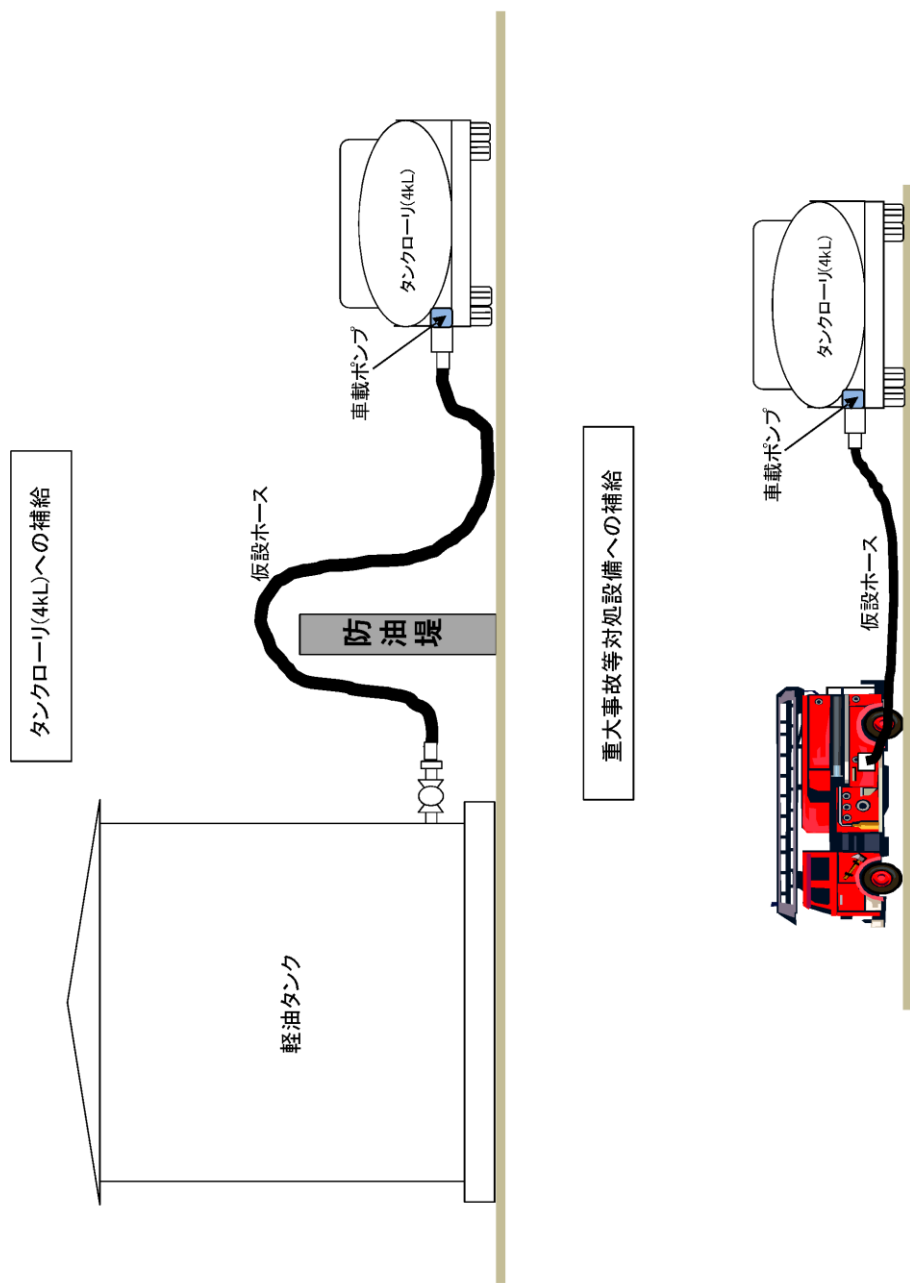 タンクローリ(4kL)への補給
軽油タンク
防油堤
仮設ホース
車載ポンプ
タンクローリ(4kL)
重大事故等対処設備への補給
仮設ホース
車載ポンプ
タンクローリ(4kL)